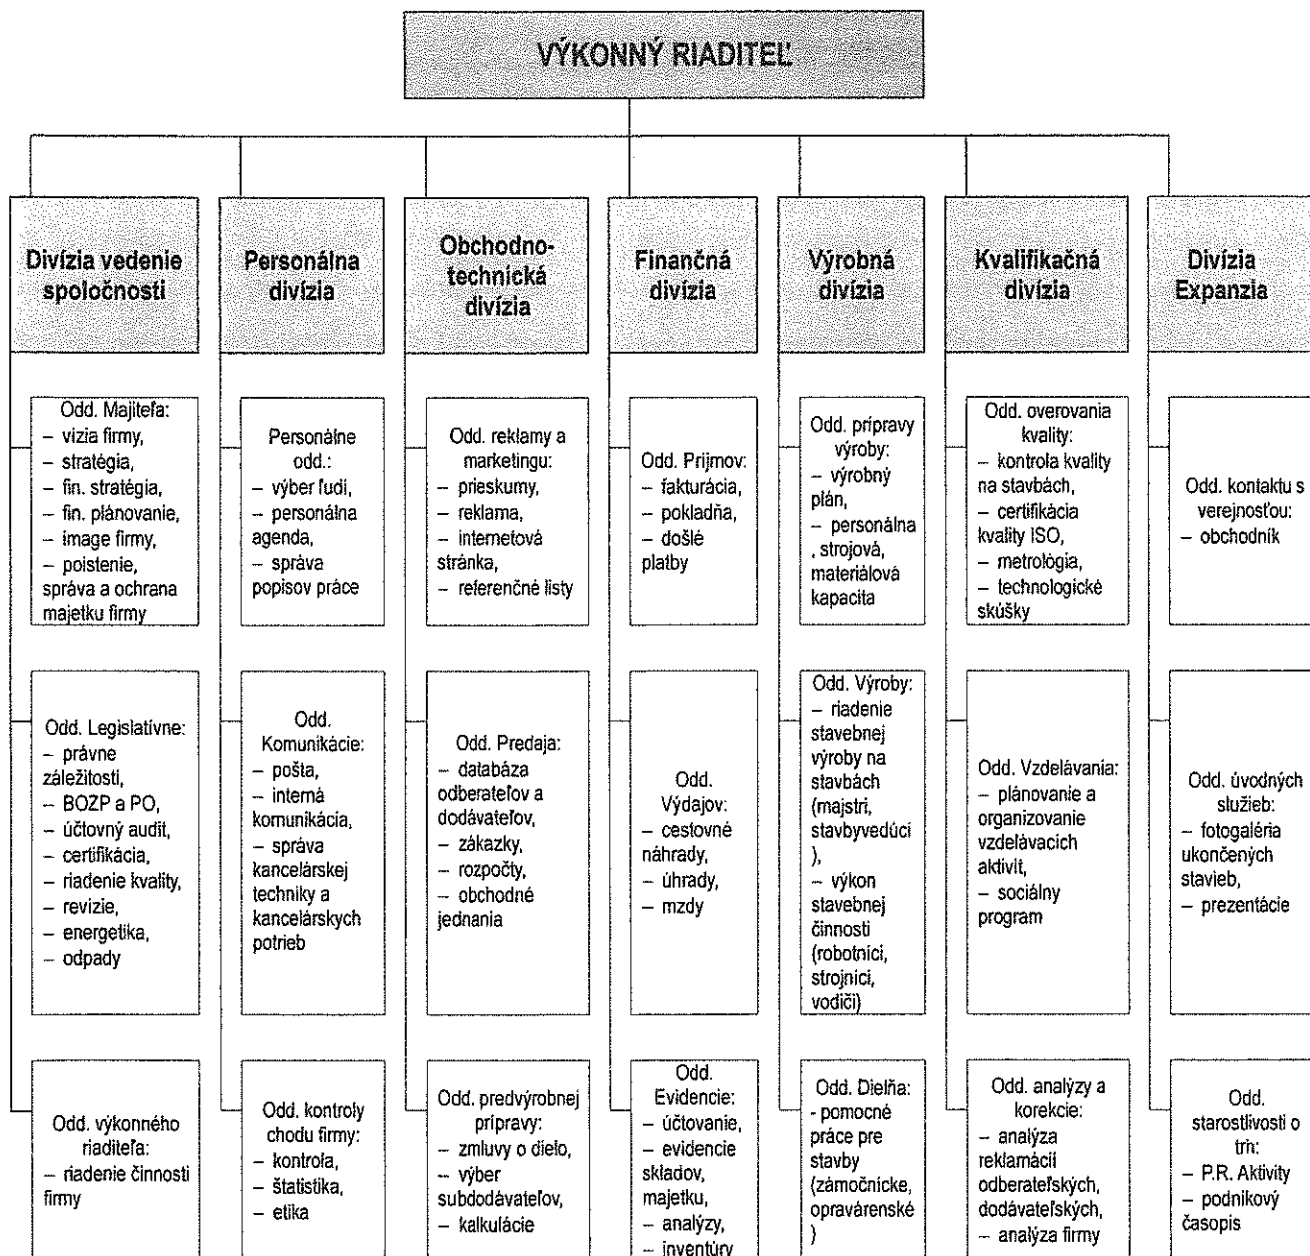 VÝKONNÝ RIADITEĽ
Divízia vedenie
spoločnosti
Personálna
divízia
Obchodno-
technická
divízia
Finančná
divízia
Výrobná
divízia
Kvalifikačná
divízia
Divízia
Expanzia
Odd. Majiteľa:
– vízia firmy,
– stratégia,
– fin. stratégia,
– fin. plánovanie,
– image firmy,
– poistenie,
správa a ochrana
majetku firmy
Personálne
odd.:
– výber ľudí,
– personálna
agenda,
– správa
popisov práce
Odd. reklamy a
marketingu:
– prieskumy,
– reklama,
– internetová
stránka,
– referenčné listy
Odd. Príjmov:
– fakturácia,
– pokladňa,
– došlé
platby
Odd. prípravy
výroby:
– výrobný
plán,
– personálna
, strojová,
materiálová
kapacita
Odd. overovania
kvality:
– kontrola kvality
na stavbách,
– certifikácia
kvality ISO,
– metrológia,
– technologické
skúšky
Odd. kontaktu s
verejnosťou:
– obchodník
Odd. Legislatívne:
– právne
záležitosti,
– BOZP a PO,
– účtovný audit,
– certifikácia,
– riadenie kvality,
– revízie,
– energetika,
– odpady
Odd.
Komunikácie:
– pošta,
– interná
komunikácia,
– správa
kancelárskej
techniky a
kancelárskych
potrieb
Odd. Predaja:
– databáza
odberateľov a
dodávateľov,
– zákazky,
– rozpočty,
– obchodné
jednania
Odd.
Výdajov:
– cestovné
náhrady,
– úhrady,
– mzdy
Odd. Výroby:
– riadenie
stavebnej
výroby na
stavbách
(majstri,
stavbyvedúci
),
– výkon
stavebnej
činnosti
(robotníci,
strojníci,
vodiči)
Odd. Vzdelávania:
– plánovanie a
organizovanie
vzdelávacích
aktivít,
– sociálny
program
Odd. úvodných
služieb:
– fotogaléria
ukončených
stavieb,
– prezentácie
Odd. výkonného
riaditeľa:
– riadenie činnosti
firmy
Odd. kontroly
chodu firmy:
– kontrola,
– štatistika,
– etika
Odd. predvýrobnej
prípravy:
– zmluvy o dielo,
– výber
subdodávateľov,
– kalkulácie
Odd.
Evidencie:
– účtovanie,
– evidencie
skladov,
majetku,
– analýzy,
– inventúry
Odd. Dielňa:
- pomocné
práce pre
stavby
(zámočnícke,
opravárenské
)
Odd. analýzy a
korekcie:
– analýza
reklamácií
odberateľských,
dodávateľských,
– analýza firmy
Odd.
starostlivosti o
trh:
– P.R. Aktivity
– podnikový
časopis